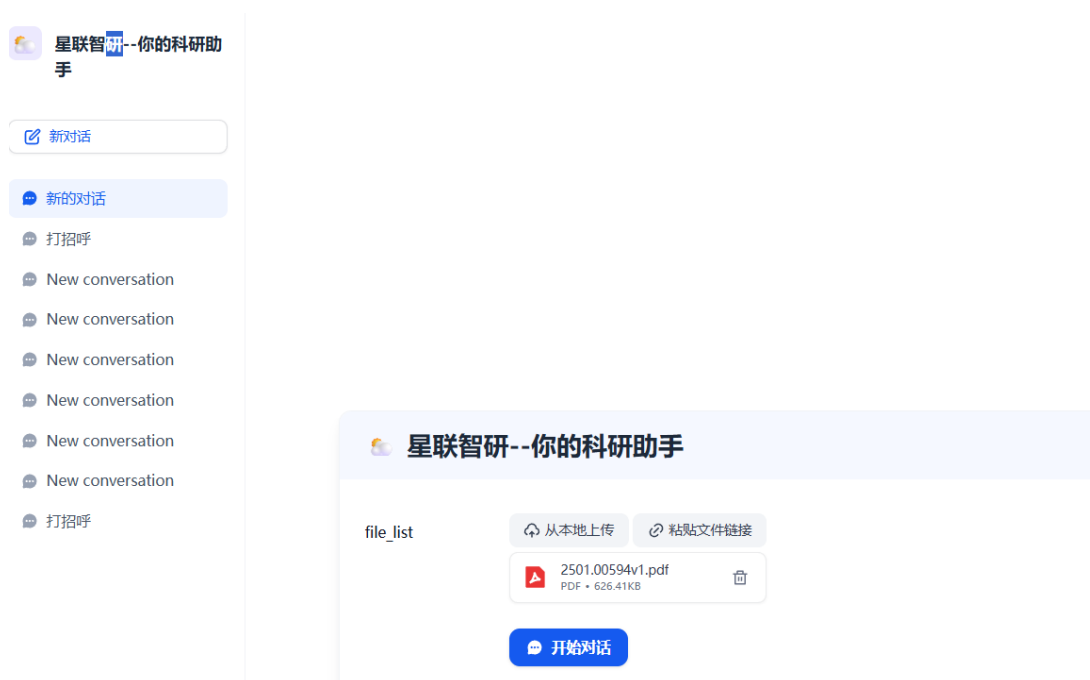 星联智研--你的科研助
手
新对话
新的对话
打招呼
New conversation
New conversation
New conversation
New conversation
New conversation
New conversation
打招呼
星联智研--你的科研助手
file_list
从本地上传
粘贴文件链接
2501.00594v1.pdf
PDF • 626.41KB
开始对话